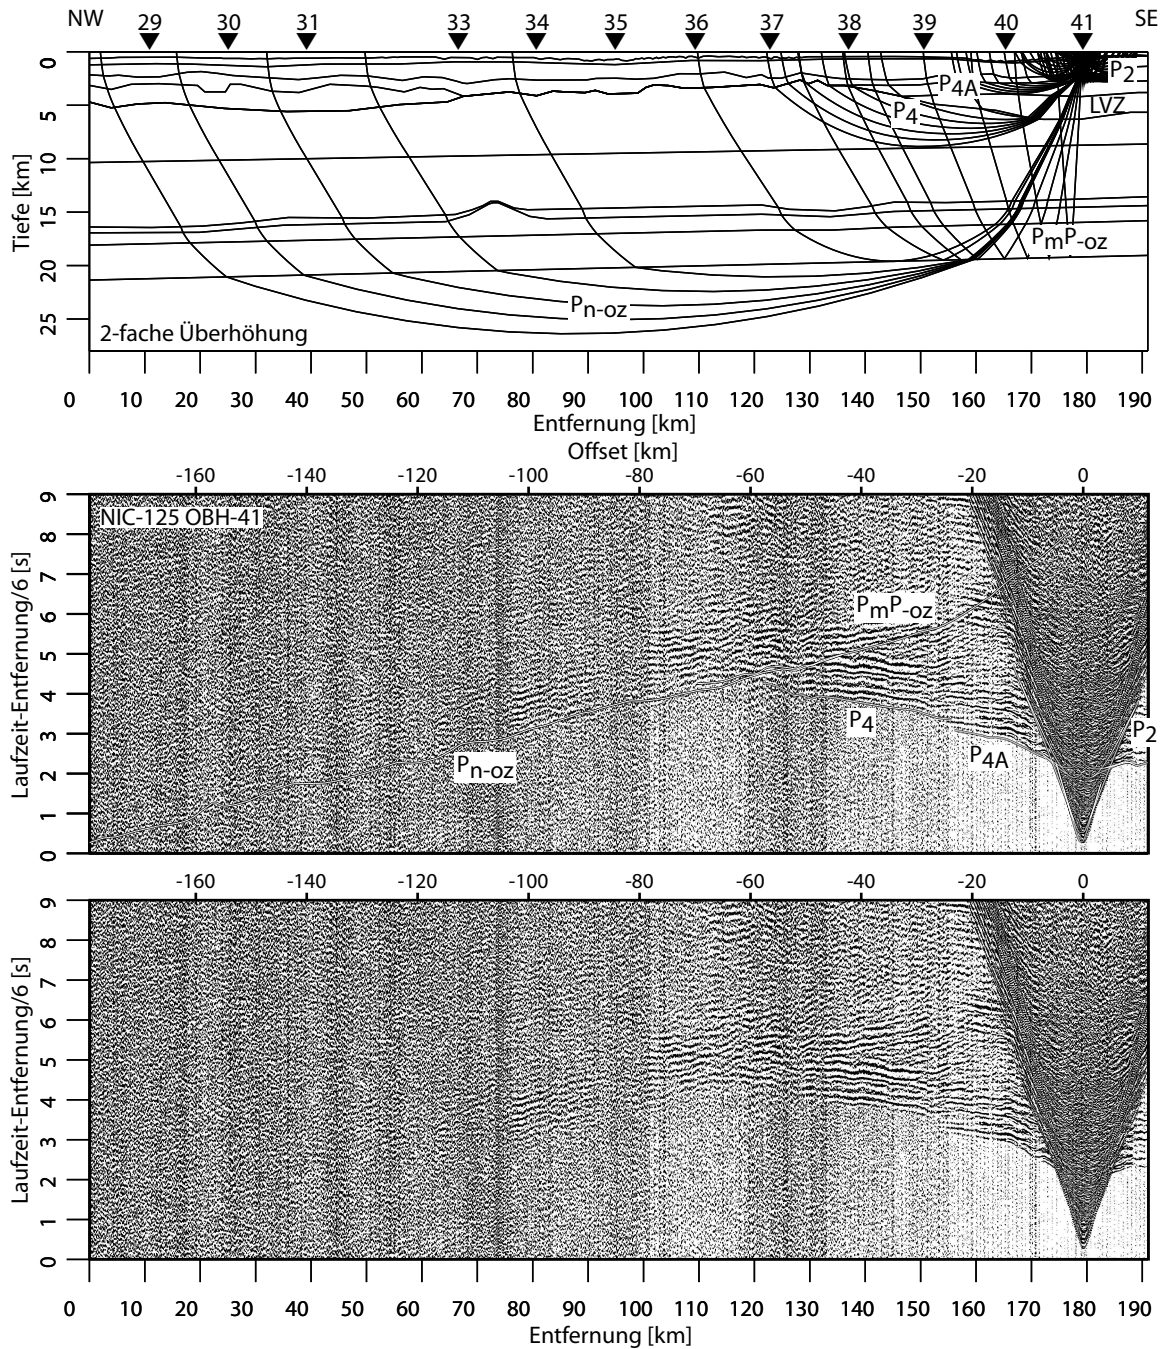 NW 29 30 31 33 34 35 36 37 38 39 40 41 SE
0
P2
P4A
LVZ
5
P4
10
15
PmP-oz
20
Pn-oz
25
Tiefe [km]
2-fache Überhöhung
0 10 20 30 40 50 60 70 80 90 100 110 120 130 140 150 160 170 180 190
Entfernung [km]
Offset [km]
-160 -140 -120 -100 -80 -60 -40 -20 0
9
NIC-125 OBH-41
8
7
6
PmP-oz
5
4
P4
3
P2
P4A
Pn-oz
2
1
0
Laufzeit-Entfernung/6 [s]
-160 -140 -120 -100 -80 -60 -40 -20 0
9
8
7
6
5
4
3
2
1
0
Laufzeit-Entfernung/6 [s]
0 10 20 30 40 50 60 70 80 90 100 110 120 130 140 150 160 170 180 190
Entfernung [km]